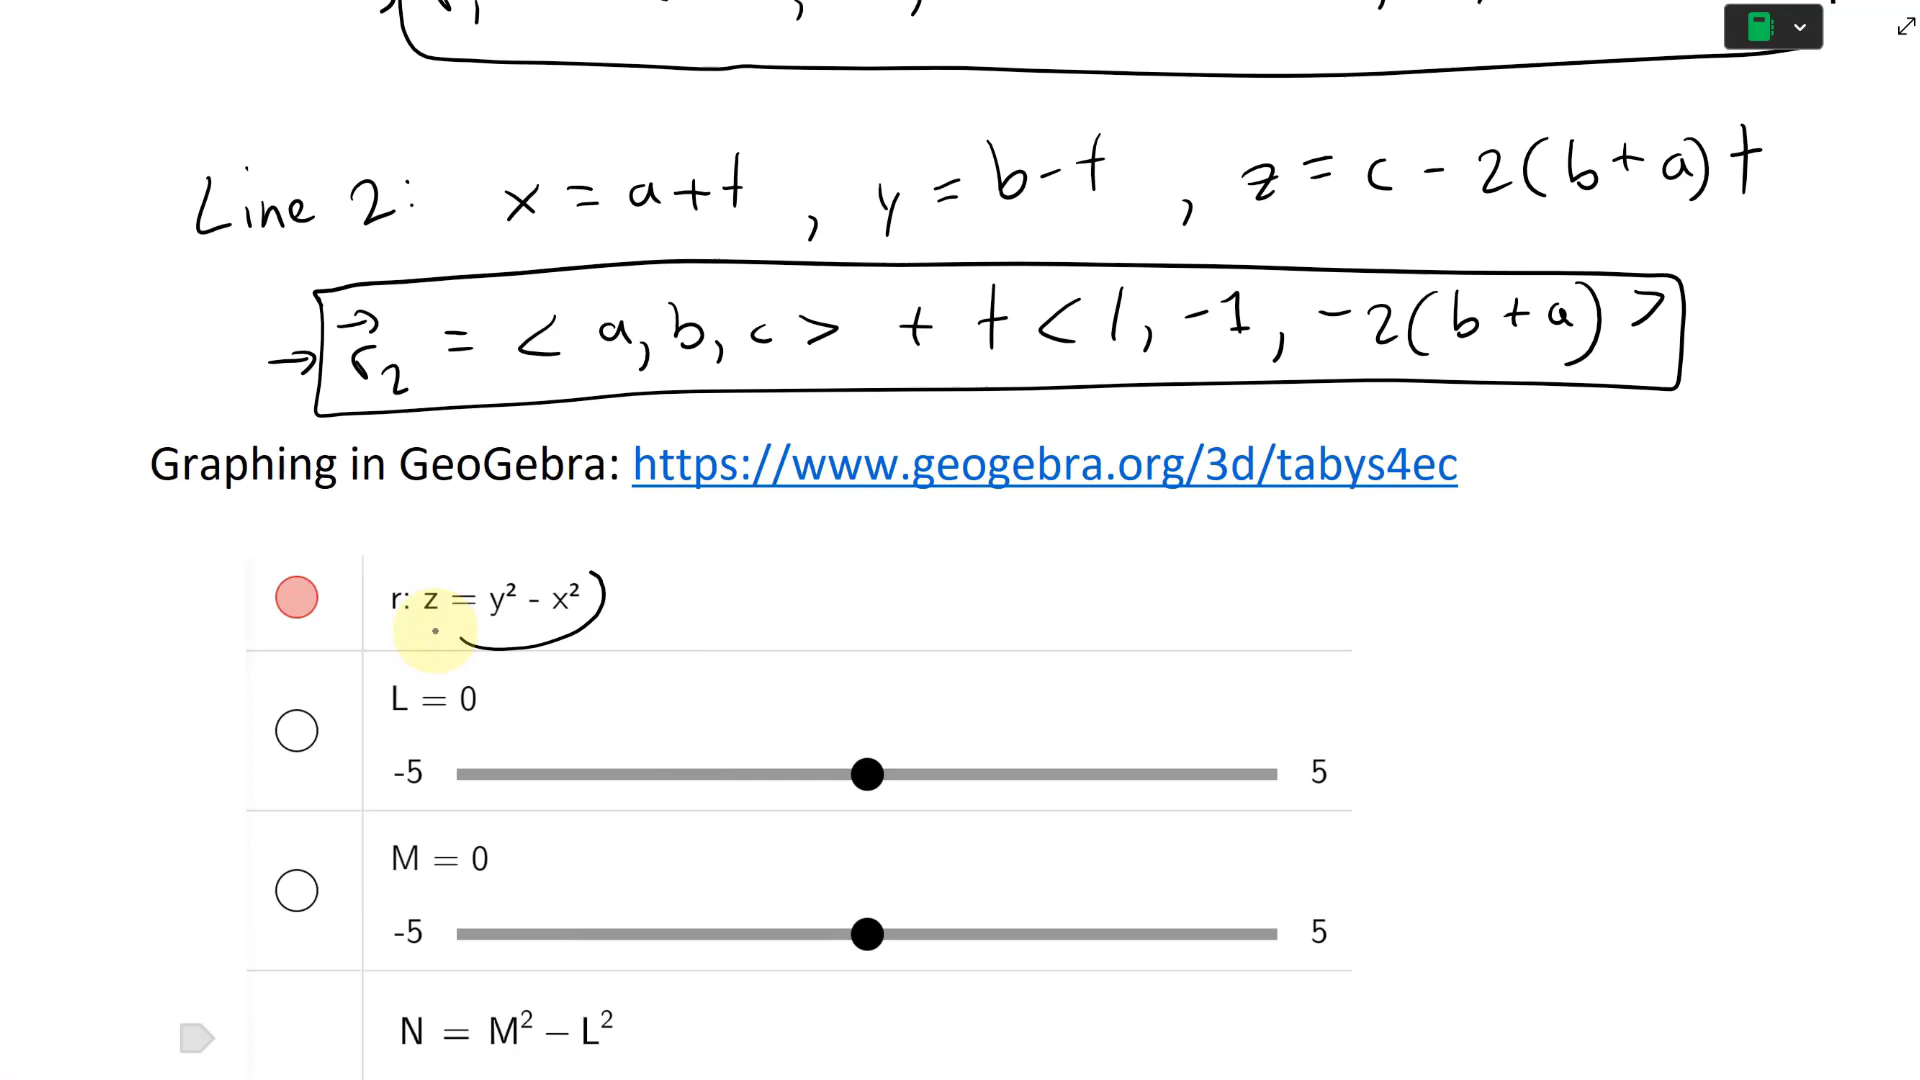 Line 2: x = a+t , y = b-t , z = c - 2(b+a)t
→ r⃗₂ = < a, b, c > + t < 1, -1, -2(b+a) >
Graphing in GeoGebra: https://www.geogebra.org/3d/tabys4ec
r: z = y² - x²
L = 0
-5 5
M = 0
-5 5
N = M² − L²